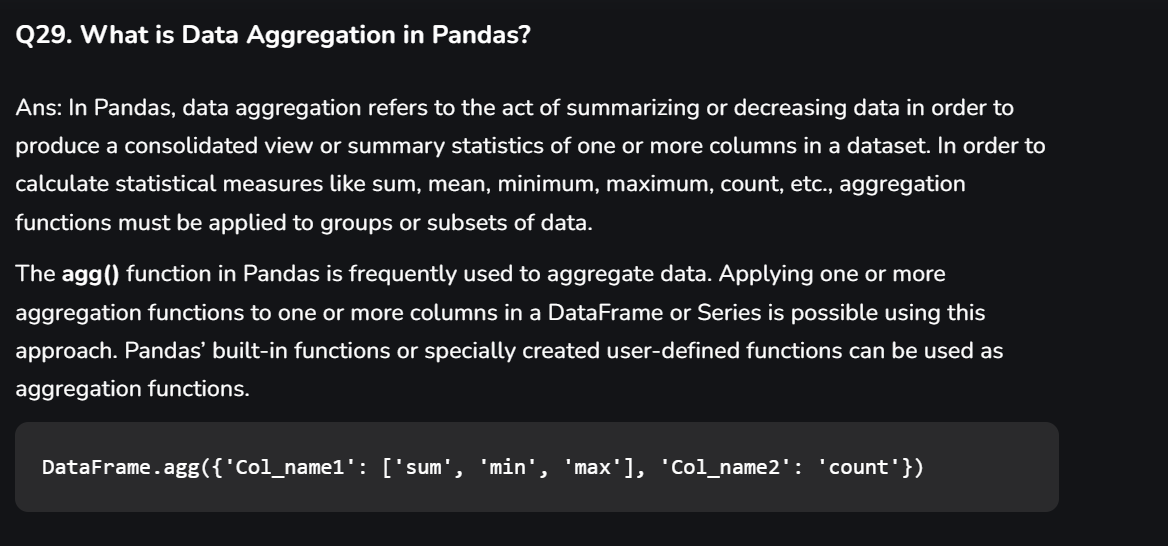 Q29. What is Data Aggregation in Pandas?
Ans: In Pandas, data aggregation refers to the act of summarizing or decreasing data in order to
produce a consolidated view or summary statistics of one or more columns in a dataset. In order to
calculate statistical measures like sum, mean, minimum, maximum, count, etc., aggregation
functions must be applied to groups or subsets of data.
The agg() function in Pandas is frequently used to aggregate data. Applying one or more
aggregation functions to one or more columns in a DataFrame or Series is possible using this
approach. Pandas’ built-in functions or specially created user-defined functions can be used as
aggregation functions.
DataFrame.agg({'Col_name1': ['sum', 'min', 'max'], 'Col_name2': 'count'})